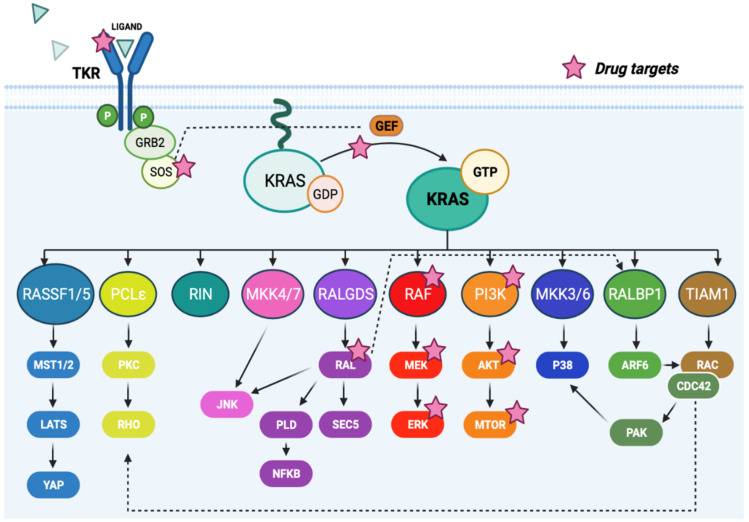 LIGAND
TKR
Drug targets
P
P
GRB2
SOS
GEF
KRAS
GDP
GTP
KRAS
RASSF1/5
PCLε
RIN
MKK4/7
RALGDS
RAF
PI3K
MKK3/6
RALBP1
TIAM1
MST1/2
PKC
RAL
MEK
AKT
P38
ARF6
RAC
CDC42
JNK
LATS
RHO
PLD
SEC5
ERK
MTOR
PAK
YAP
NFKB